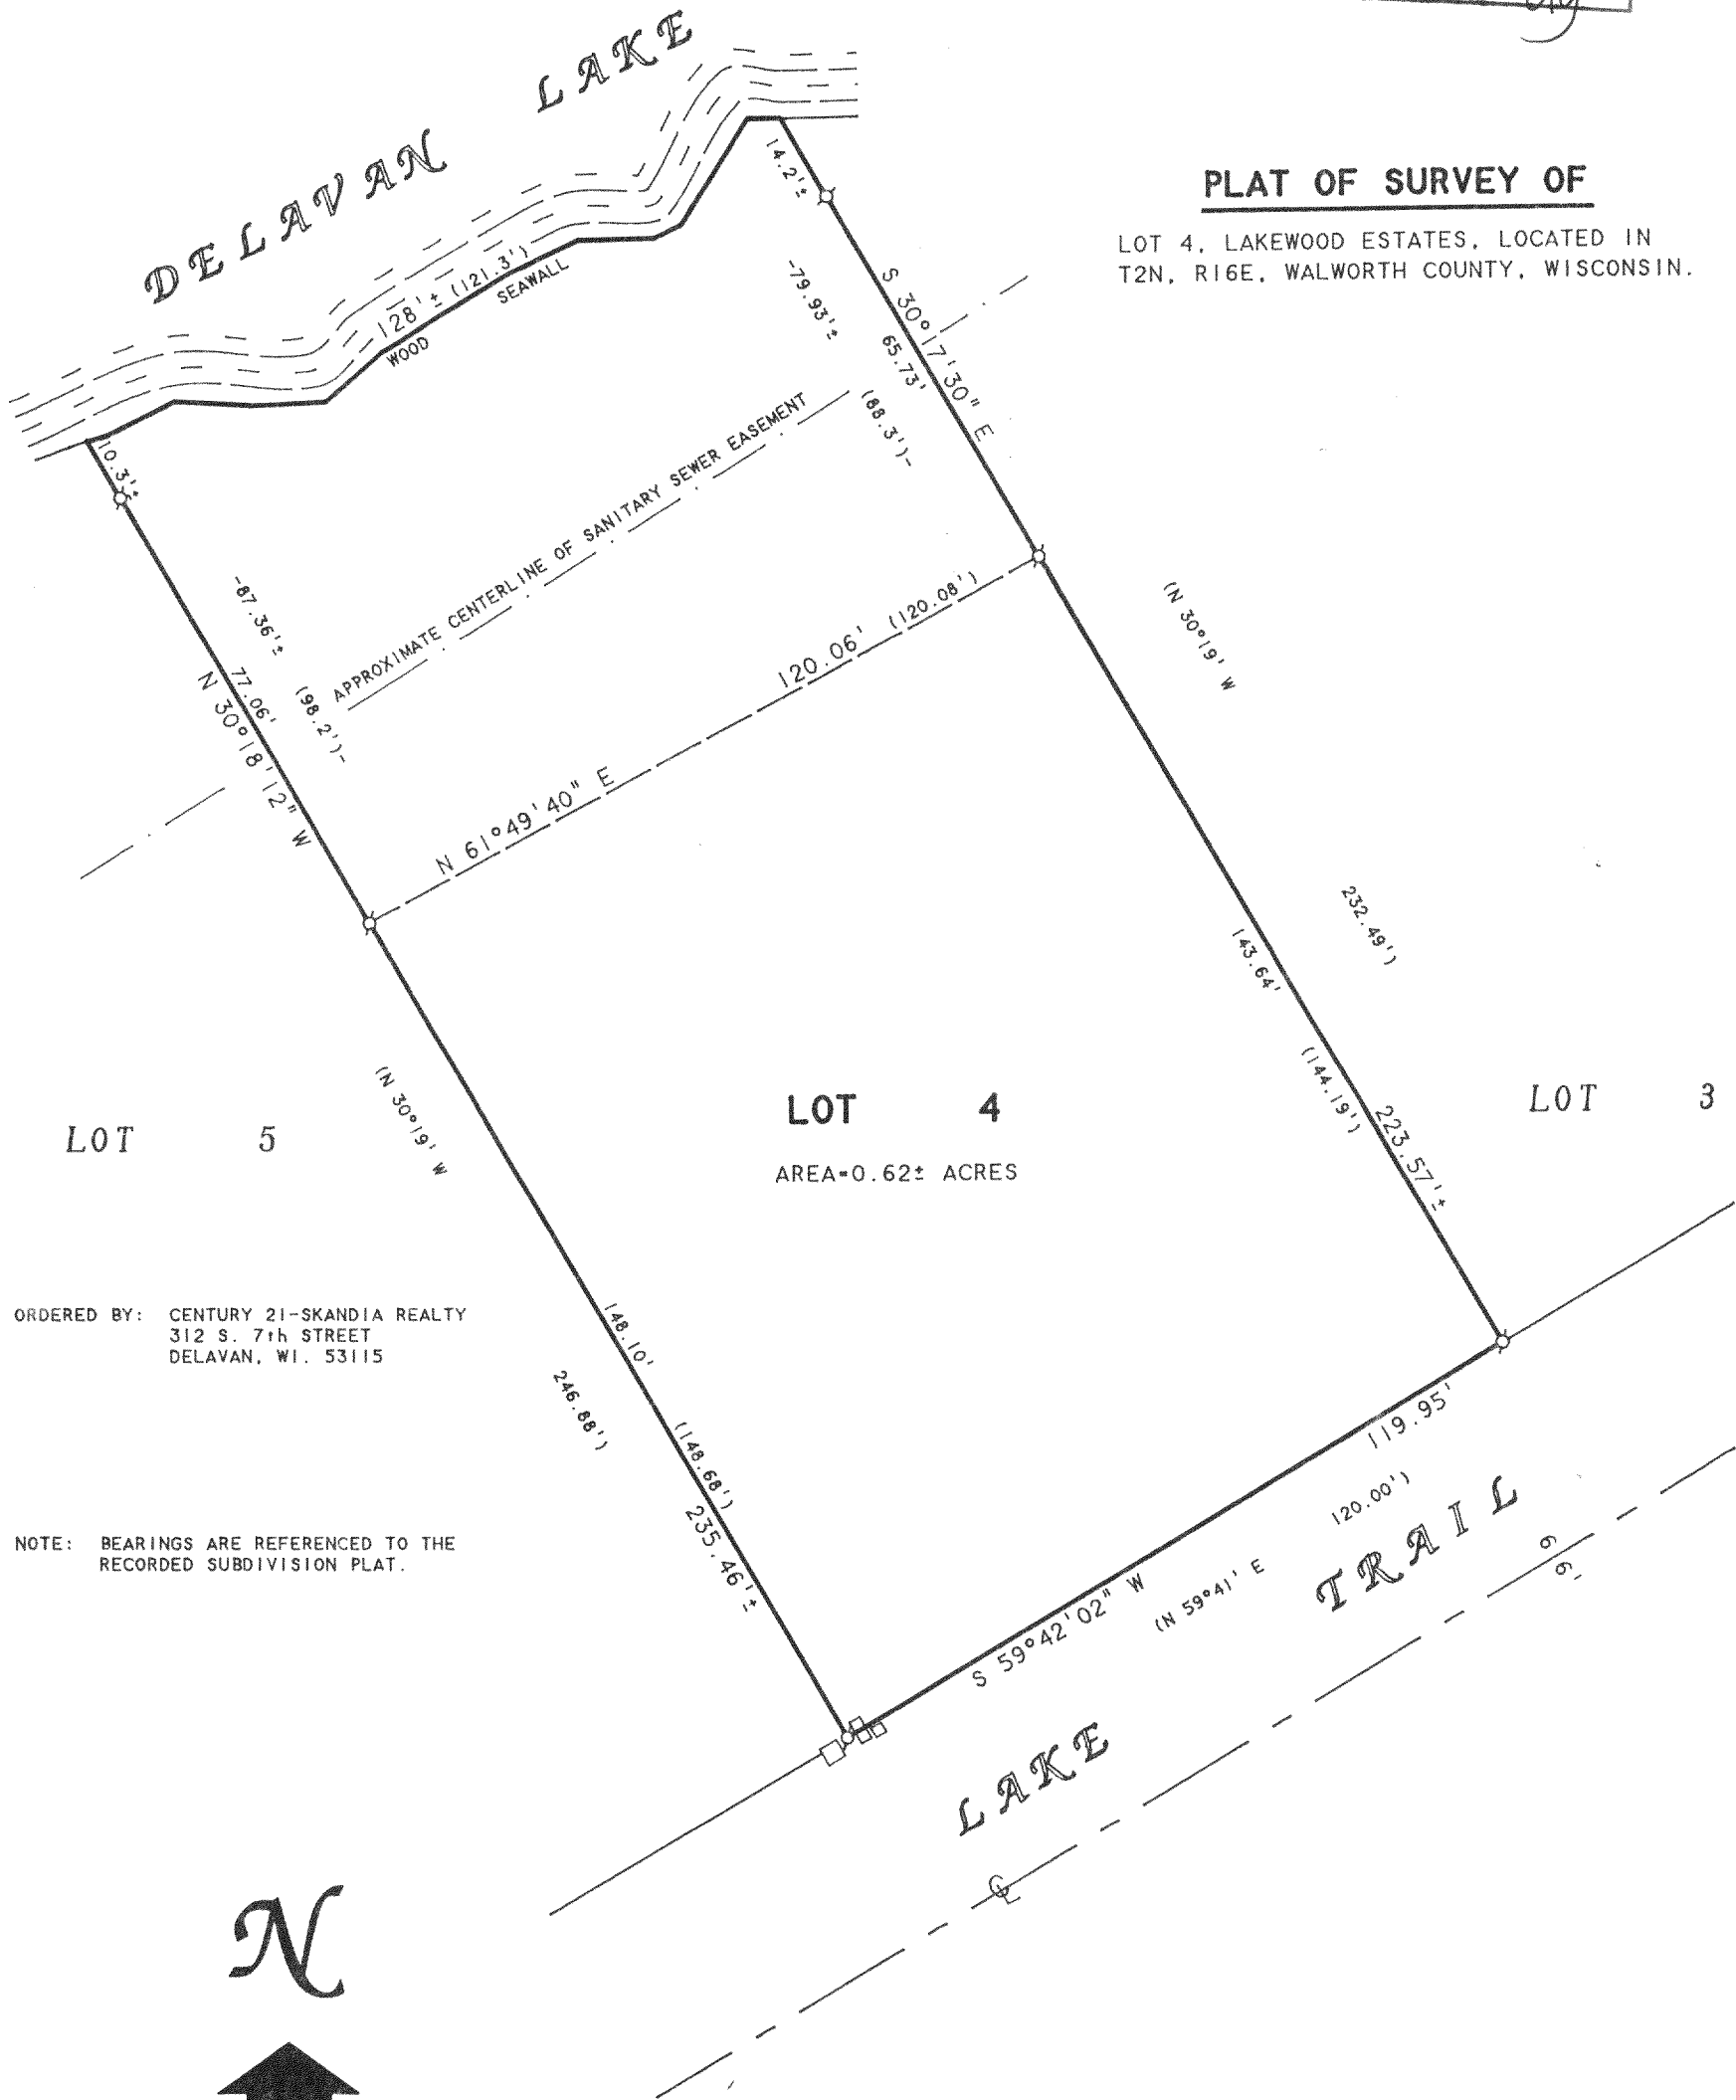 DELAVAN LAKE
PLAT OF SURVEY OF
LOT 4, LAKEWOOD ESTATES, LOCATED IN
T2N, R16E, WALWORTH COUNTY, WISCONSIN.
14.2'±
128'± (121.3')
WOOD SEAWALL
-79.93'±
S 30°17'30" E
65.73'
(88.3')-
10.3'±
APPROXIMATE CENTERLINE OF SANITARY SEWER EASEMENT
-87.36'±
77.06'
(98.2')-
N 30°18'12" W
N 61°49'40" E
120.06' (120.08')
(N 30°19' W
232.49')
143.64'
(144.19')
223.57'±
(N 30°19' W
246.88')
148.10'
(148.68')
235.46'±
LOT 5
LOT 4
AREA=0.62± ACRES
LOT 3
ORDERED BY: CENTURY 21-SKANDIA REALTY
312 S. 7th STREET
DELAVAN, WI. 53115
NOTE: BEARINGS ARE REFERENCED TO THE
RECORDED SUBDIVISION PLAT.
S 59°42'02" W
119.95'
(N 59°41' E
120.00')
LAKE TRAIL
66'
CL
N